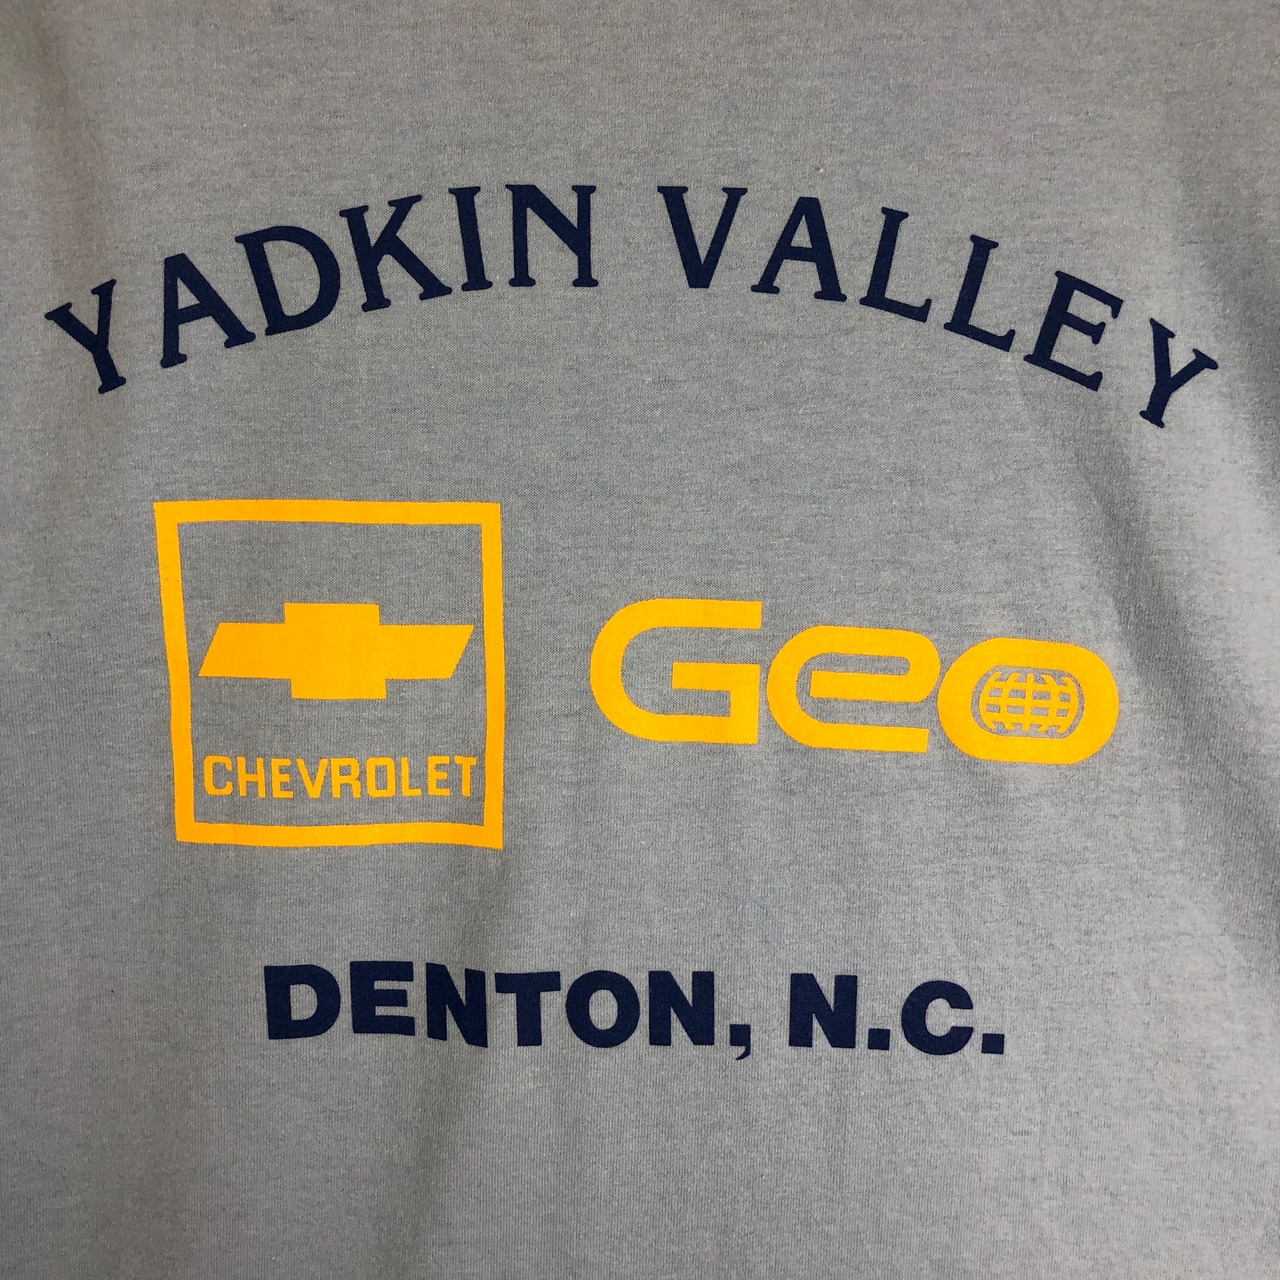 YADKIN VALLEY
CHEVROLET
Geo
DENTON, N.C.